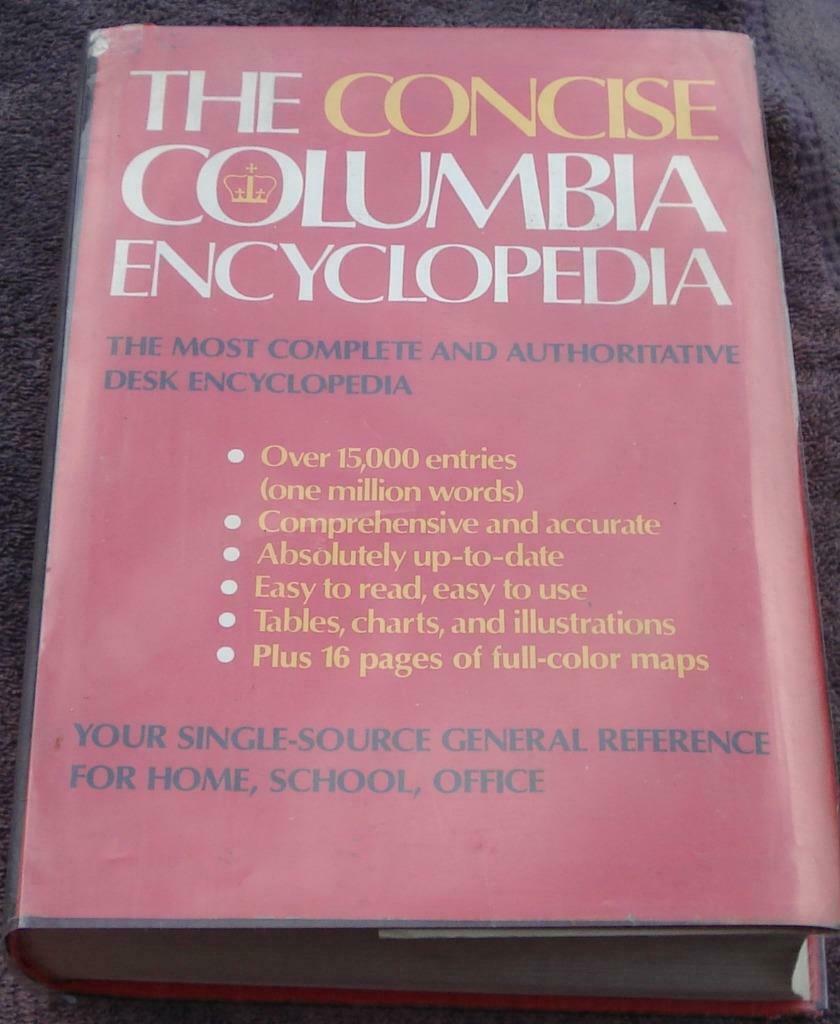 THE CONCISE
COLUMBIA
ENCYCLOPEDIA
THE MOST COMPLETE AND AUTHORITATIVE
DESK ENCYCLOPEDIA
• Over 15,000 entries
(one million words)
• Comprehensive and accurate
• Absolutely up-to-date
• Easy to read, easy to use
• Tables, charts, and illustrations
• Plus 16 pages of full-color maps
YOUR SINGLE-SOURCE GENERAL REFERENCE
FOR HOME, SCHOOL, OFFICE